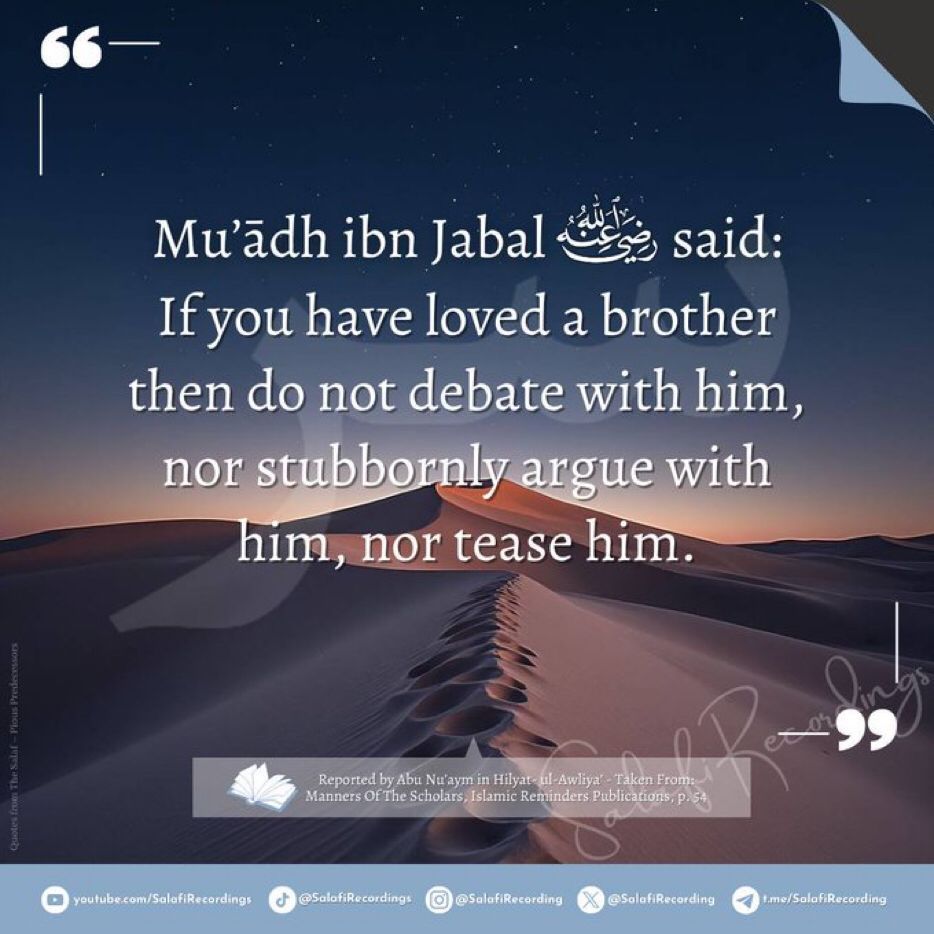 Mu’ādh ibn Jabal رضي الله عنه said:
If you have loved a brother
then do not debate with him,
nor stubbornly argue with
him, nor tease him.
Quotes from The Salaf – Pious Predecessors
SalafiRecordings
Reported by Abu Nu'aym in Hilyat- ul-Awliya' - Taken From:
Manners Of The Scholars, Islamic Reminders Publications, p. 54
youtube.com/SalafiRecordings @SalafiRecordings @SalafiRecording @SalafiRecording t.me/SalafiRecording